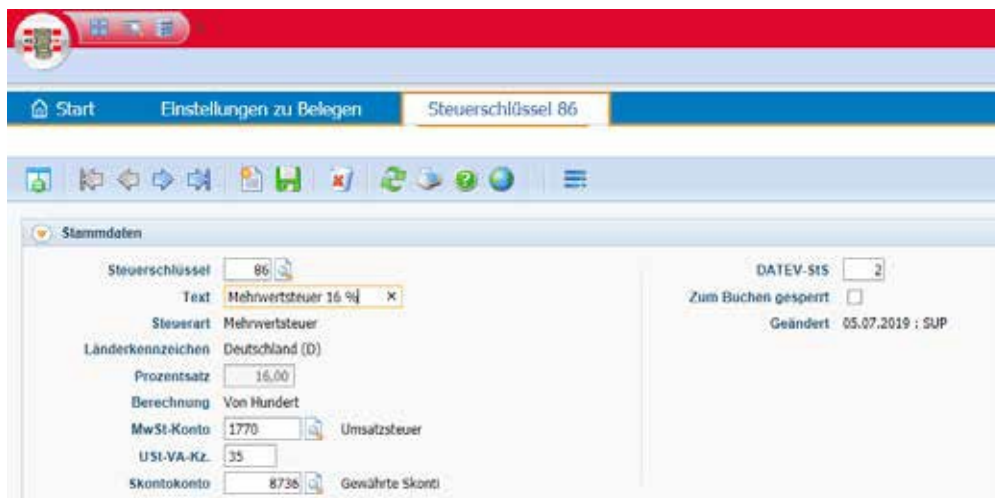 Start Einstellungen zu Belegen Steuerschlüssel 86
Stammdaten
Steuerschlüssel 86 DATEV-StS 2
Text Mehrwertsteuer 16 % Zum Buchen gesperrt
Steuerart Mehrwertsteuer Geändert 05.07.2019 : SUP
Länderkennzeichen Deutschland (D)
Prozentsatz 16,00
Berechnung Von Hundert
MwSt-Konto 1770 Umsatzsteuer
USt-VA-Kz. 35
Skontokonto 8736 Gewährte Skonti